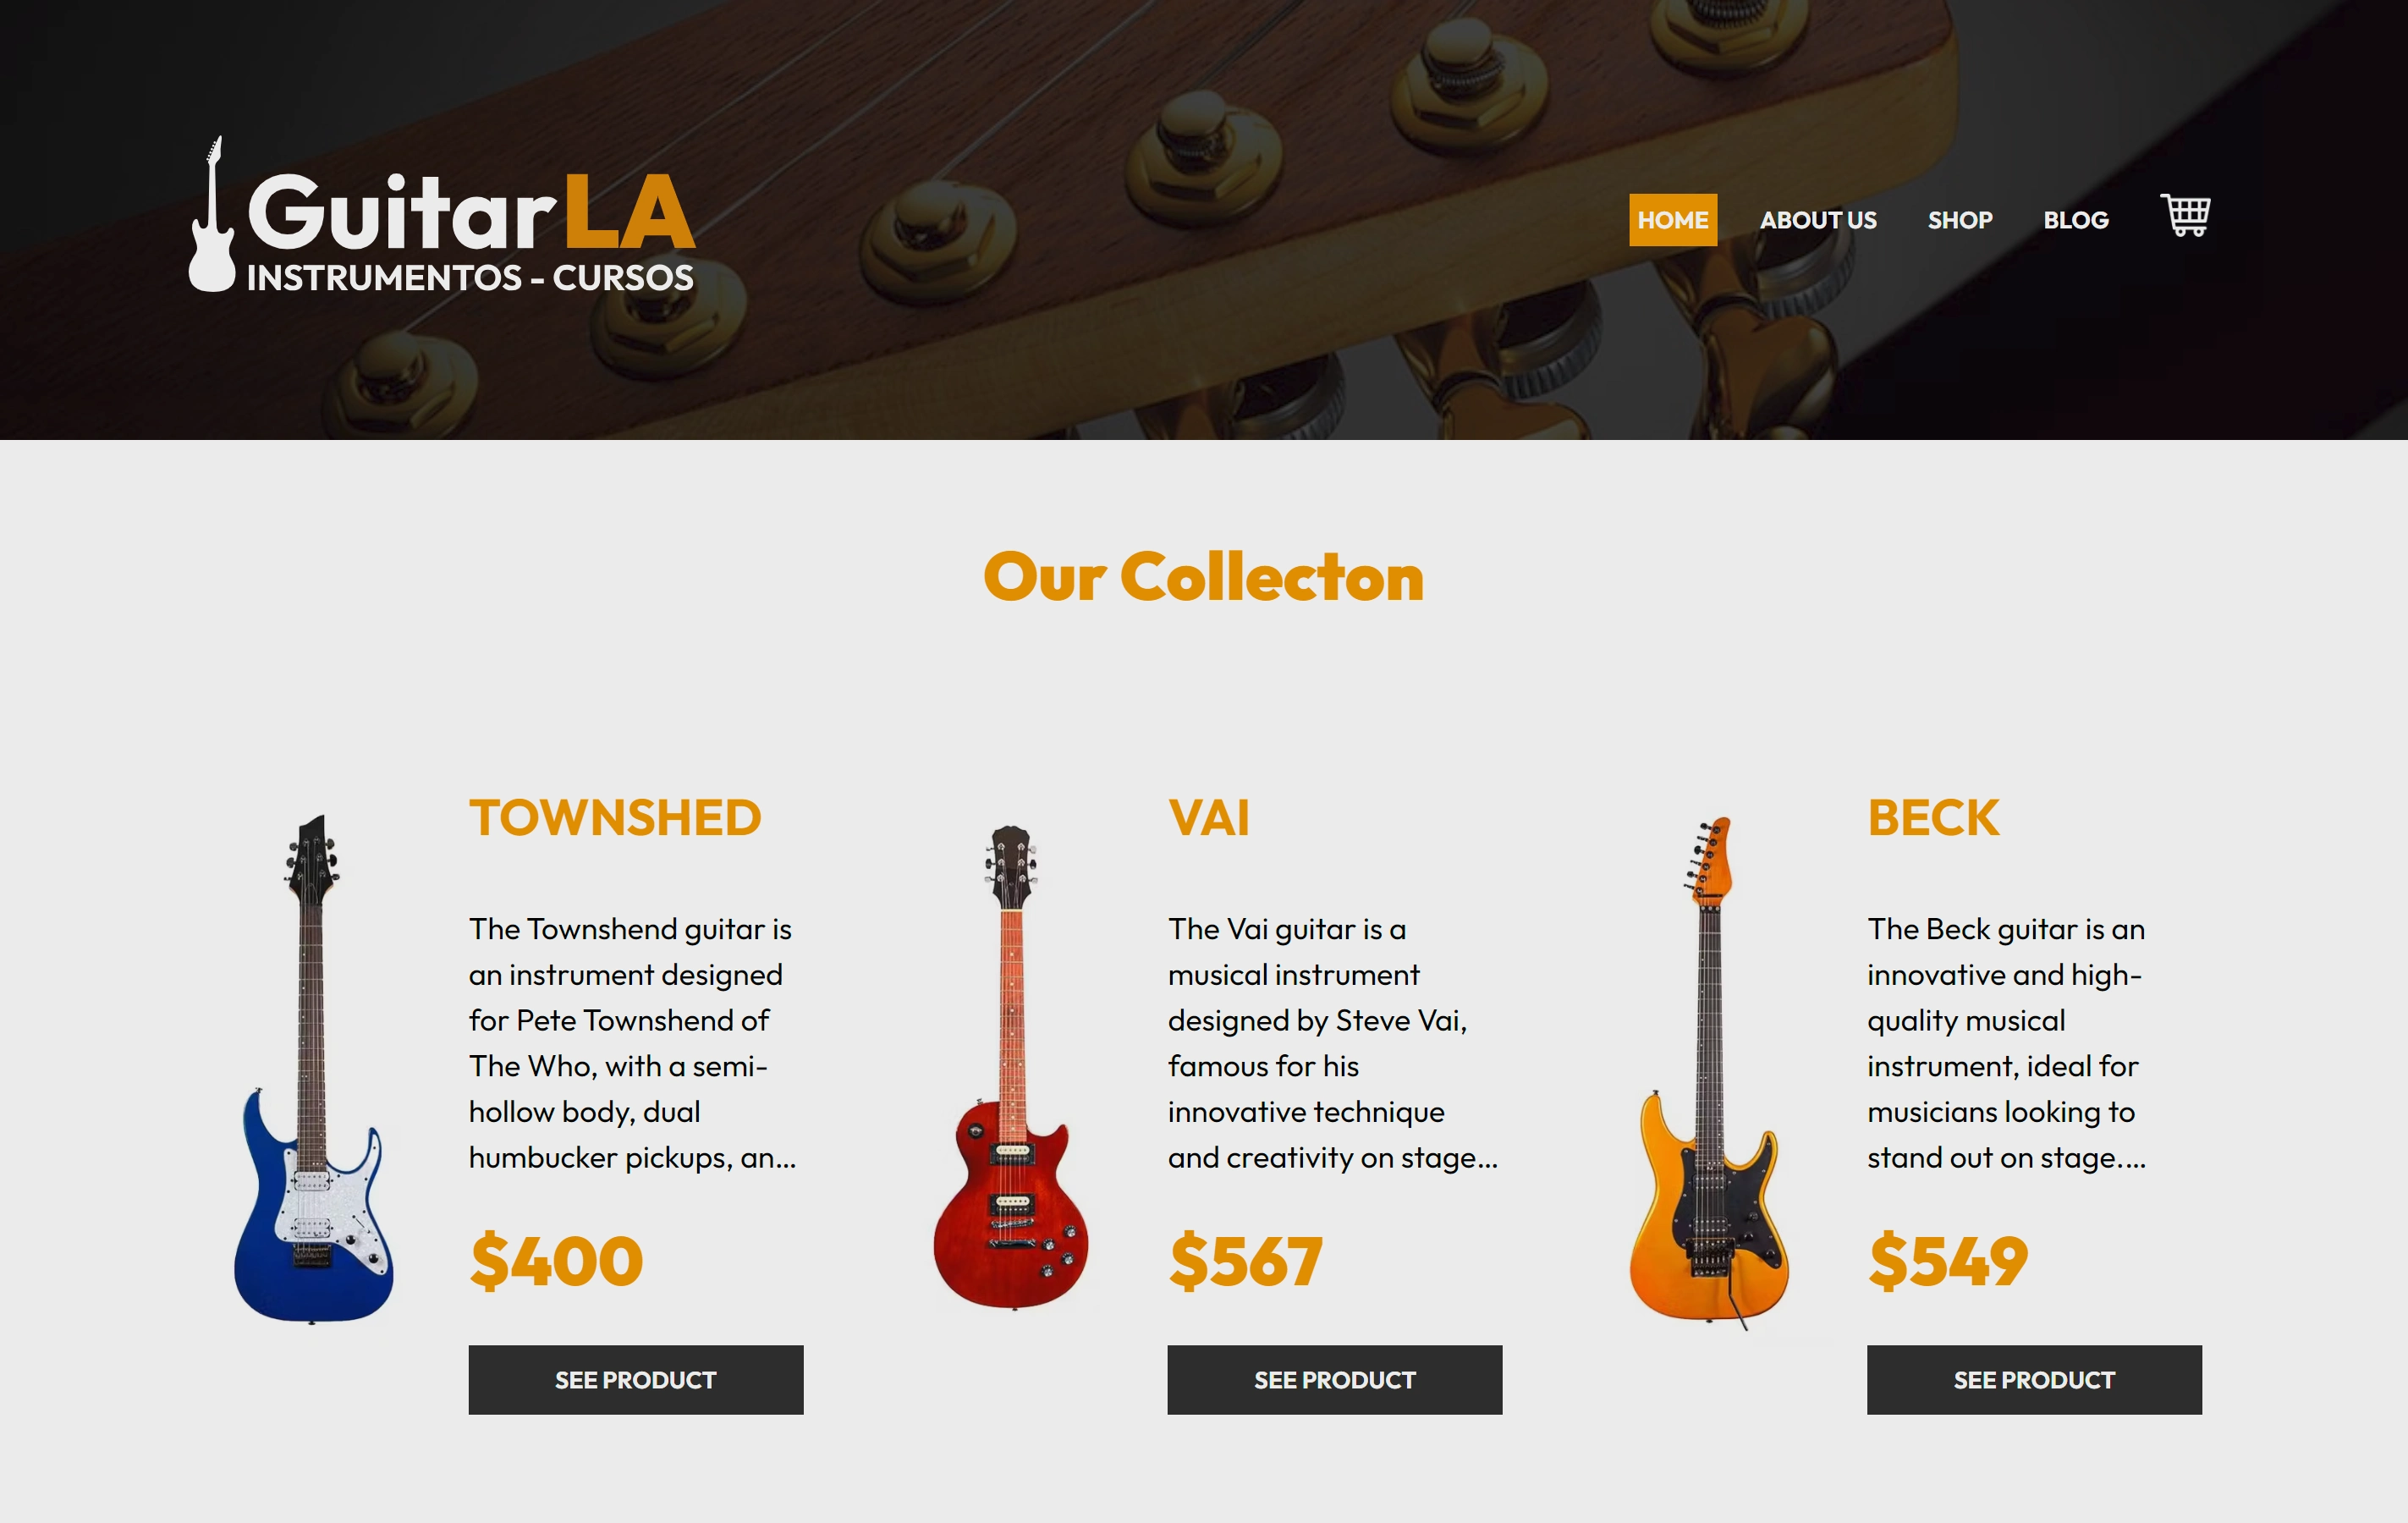 GuitarLA
INSTRUMENTOS - CURSOS
HOME ABOUT US SHOP BLOG
Our Collecton
TOWNSHED
The Townshend guitar is
an instrument designed
for Pete Townshend of
The Who, with a semi-
hollow body, dual
humbucker pickups, an...
$400
SEE PRODUCT
VAI
The Vai guitar is a
musical instrument
designed by Steve Vai,
famous for his
innovative technique
and creativity on stage...
$567
SEE PRODUCT
BECK
The Beck guitar is an
innovative and high-
quality musical
instrument, ideal for
musicians looking to
stand out on stage....
$549
SEE PRODUCT